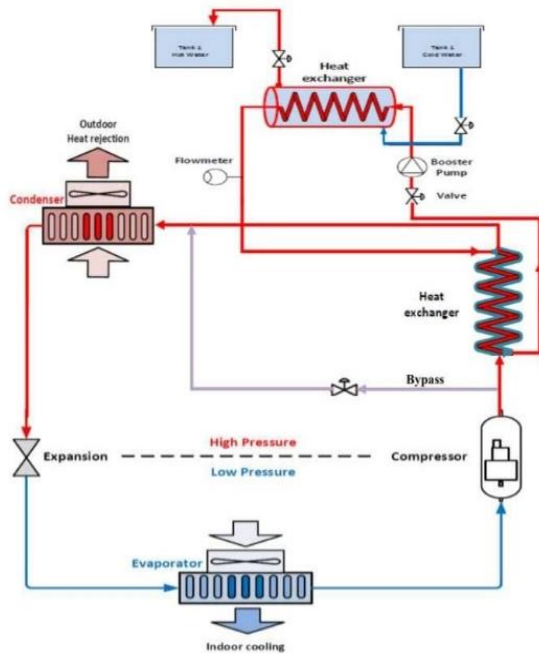 Tank 1
Hot Water
Tank 1
Cold Water
Heat
exchanger
Outdoor
Heat rejection
Flowmeter
Booster
Pump
Condenser
Valve
Heat
exchanger
Bypass
High Pressure
Expansion
Compressor
Low Pressure
Evaporator
Indoor cooling